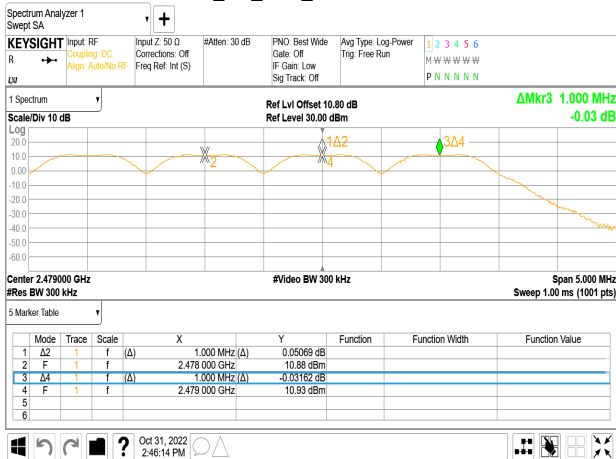 Spectrum Analyzer 1
Swept SA
+
KEYSIGHT Input: RF Input Z: 50 Ω #Atten: 30 dB PNO: Best Wide Avg Type: Log-Power 1 2 3 4 5 6
R Coupling: DC Corrections: Off Gate: Off Trig: Free Run M W W W W W
Align: Auto/No RF Freq Ref: Int (S) IF Gain: Low
Sig Track: Off P N N N N N
LXI
1 Spectrum Ref Lvl Offset 10.80 dB ΔMkr3 1.000 MHz
Scale/Div 10 dB Ref Level 30.00 dBm -0.03 dB
Log
20.0 1Δ2 3Δ4
10.0 2 4
0.00
-10.0
-20.0
-30.0
-40.0
-50.0
-60.0
Center 2.479000 GHz #Video BW 300 kHz Span 5.000 MHz
#Res BW 300 kHz Sweep 1.00 ms (1001 pts)
5 Marker Table
Mode Trace Scale X Y Function Function Width Function Value
1 Δ2 1 f (Δ) 1.000 MHz (Δ) 0.05069 dB
2 F 1 f 2.478 000 GHz 10.88 dBm
3 Δ4 1 f (Δ) 1.000 MHz (Δ) -0.03162 dB
4 F 1 f 2.479 000 GHz 10.93 dBm
5
6
? Oct 31, 2022
2:46:14 PM